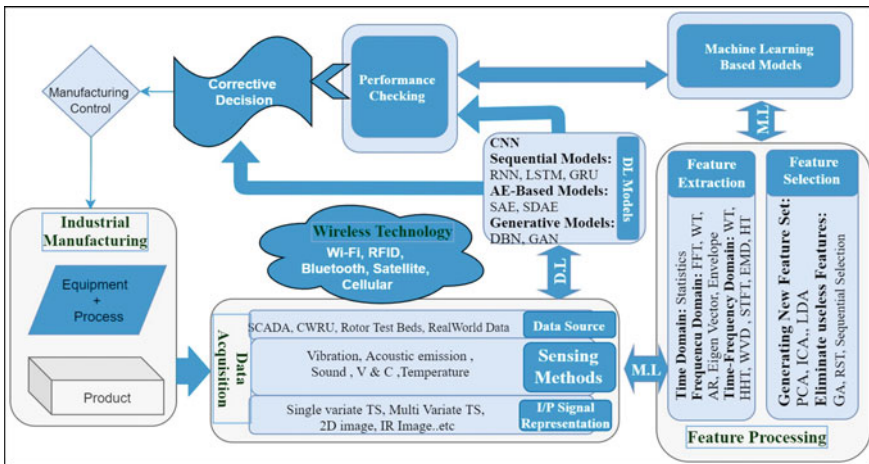 Manufacturing
Control
Corrective
Decision
Performance
Checking
Machine Learning
Based Models
M.L
CNN
Sequential Models:
RNN, LSTM, GRU
AE-Based Models:
SAE, SDAE
Generative Models:
DBN, GAN
DL Models
D.L
Industrial
Manufacturing
Equipment
+
Process
Product
Wireless Technology
Wi-Fi, RFID,
Bluetooth, Satellite,
Cellular
Data
Acquisition
SCADA, CWRU, Rotor Test Beds, RealWorld Data
Data Source
Vibration, Acoustic emission ,
Sound , V & C ,Temperature
Sensing
Methods
Single variate TS, Multi Variate TS,
2D image, IR Image..etc
I/P Signal
Representation
M.L
Feature
Extraction
Time Domain: Statistics
Frequencu Domain: FFT, WT,
AR, Eigen Vector, Envelope
Time-Frequency Domain: WT,
HHT, WVD , STFT, EMD, HT
Feature
Selection
Generating New Feature Set:
PCA, ICA,, LDA
Eliminate useless Features:
GA, RST, Sequential Selection
Feature Processing